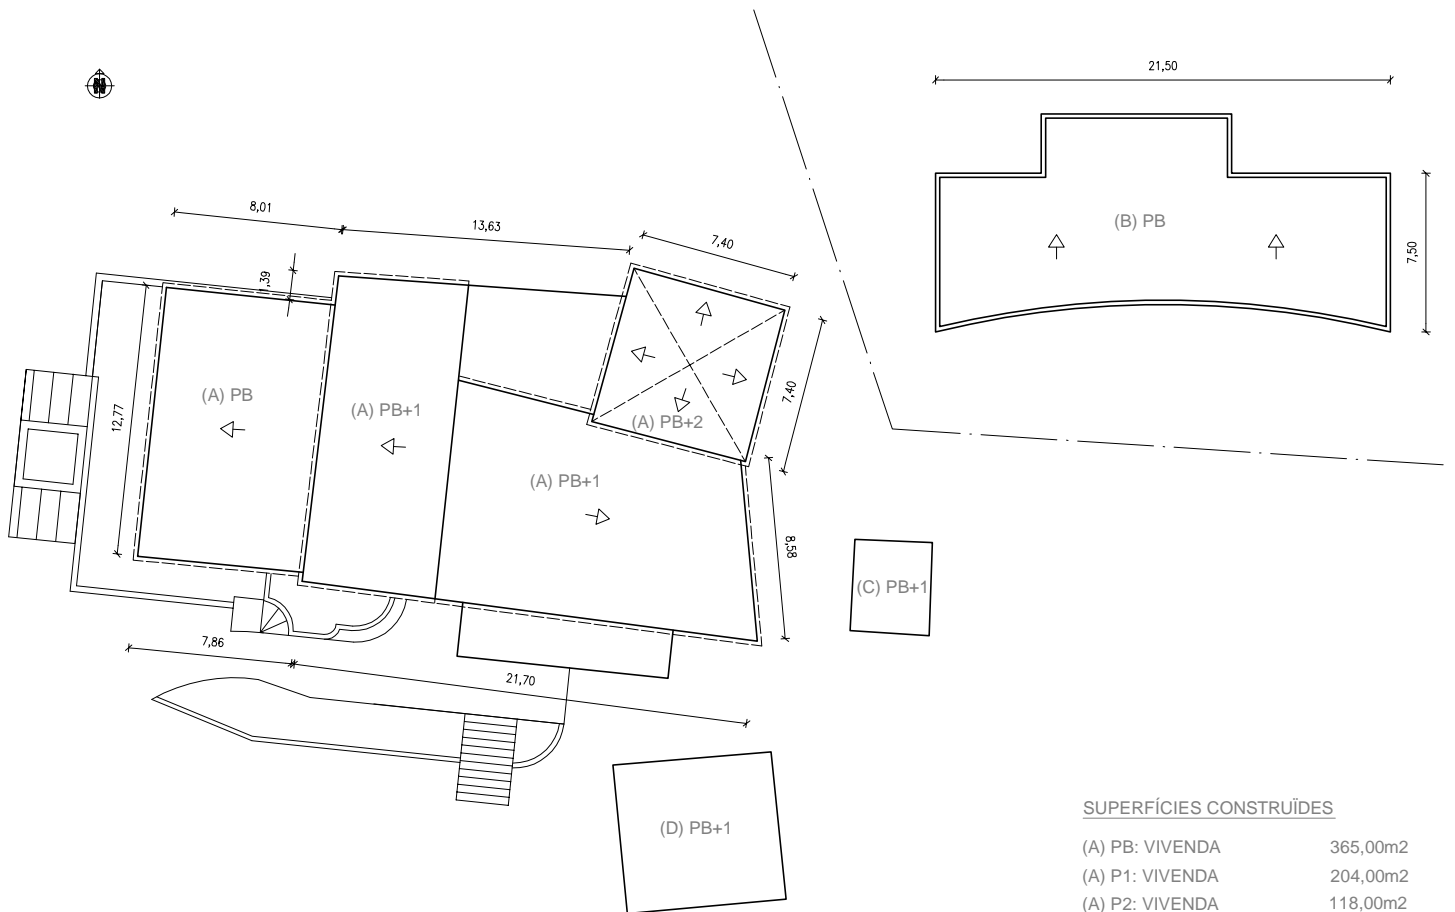 21,50
N
(B) PB
7,50
8,01
13,63
7,40
1,39
12,77
(A) PB
(A) PB+1
(A) PB+2
7,40
(A) PB+1
8,58
(C) PB+1
7,86
21,70
(D) PB+1
SUPERFÍCIES CONSTRUÏDES
(A) PB: VIVENDA 365,00m2
(A) P1: VIVENDA 204,00m2
(A) P2: VIVENDA 118,00m2